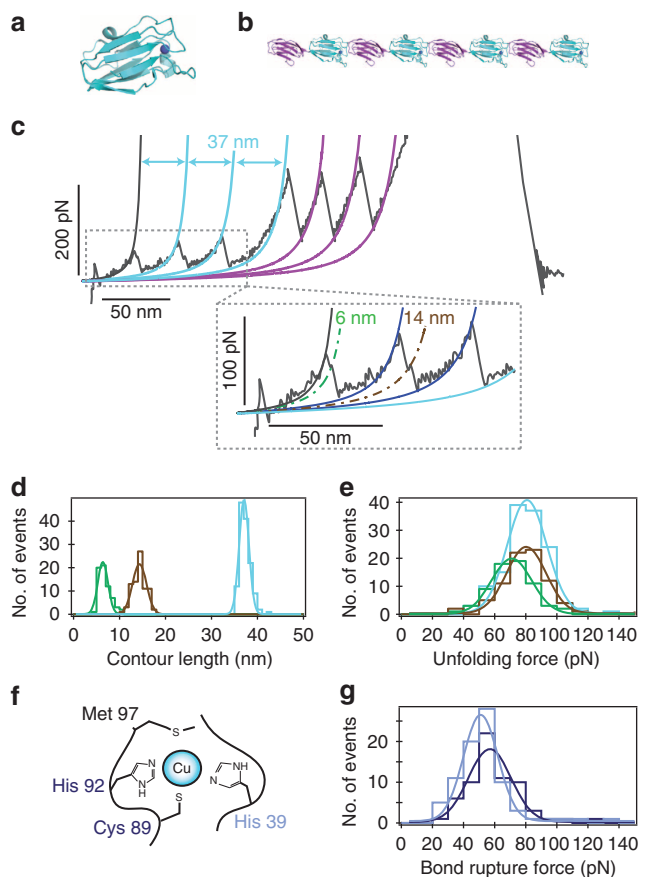 a
b
c
37 nm
200 pN
50 nm
6 nm
14 nm
100 pN
50 nm
d
No. of events
40
30
20
10
0
0 10 20 30 40 50
Contour length (nm)
e
No. of events
40
30
20
10
0
0 20 40 60 80 100 120 140
Unfolding force (pN)
f
Met 97
S
Cu
N
N
H
NH
N
His 92
S
Cys 89
His 39
g
No. of events
20
10
0
0 20 40 60 80 100 120 140
Bond rupture force (pN)